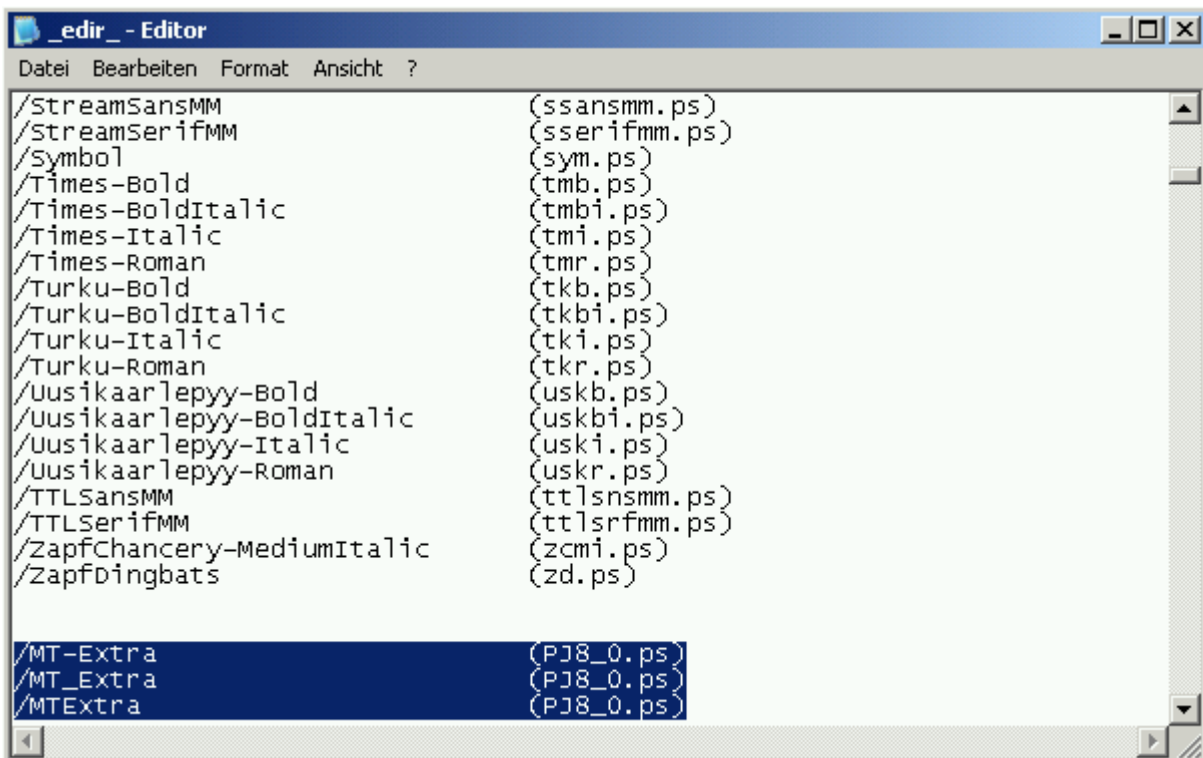 _edir_ - Editor
Datei Bearbeiten Format Ansicht ?
/StreamSansMM (ssansmm.ps)
/StreamSerifMM (sserifmm.ps)
/Symbol (sym.ps)
/Times-Bold (tmb.ps)
/Times-BoldItalic (tmbi.ps)
/Times-Italic (tmi.ps)
/Times-Roman (tmr.ps)
/Turku-Bold (tkb.ps)
/Turku-BoldItalic (tkbi.ps)
/Turku-Italic (tki.ps)
/Turku-Roman (tkr.ps)
/Uusikaarlepyy-Bold (uskb.ps)
/Uusikaarlepyy-BoldItalic (uskbi.ps)
/Uusikaarlepyy-Italic (uski.ps)
/Uusikaarlepyy-Roman (uskr.ps)
/TTLSansMM (ttlsnsmm.ps)
/TTLSerifMM (ttlsrfmm.ps)
/ZapfChancery-MediumItalic (zcmi.ps)
/ZapfDingbats (zd.ps)
/MT-Extra (PJ8_0.ps)
/MT_Extra (PJ8_0.ps)
/MTExtra (PJ8_0.ps)